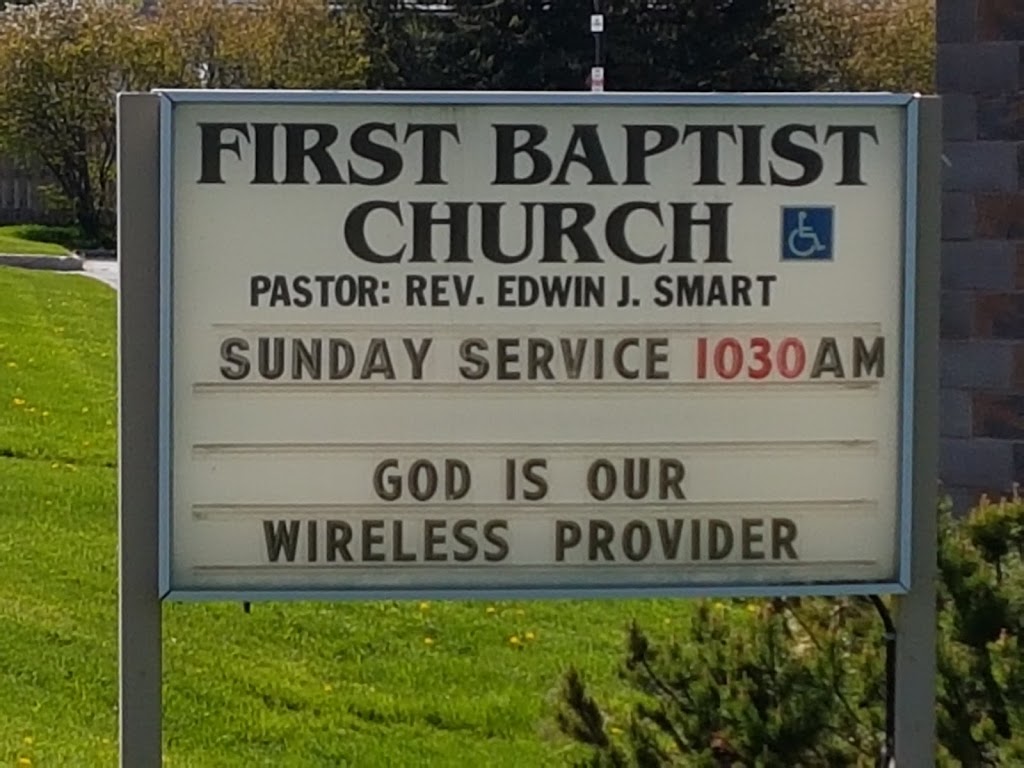 FIRST BAPTIST
CHURCH
PASTOR: REV. EDWIN J. SMART
SUNDAY SERVICE 1030AM
GOD IS OUR
WIRELESS PROVIDER